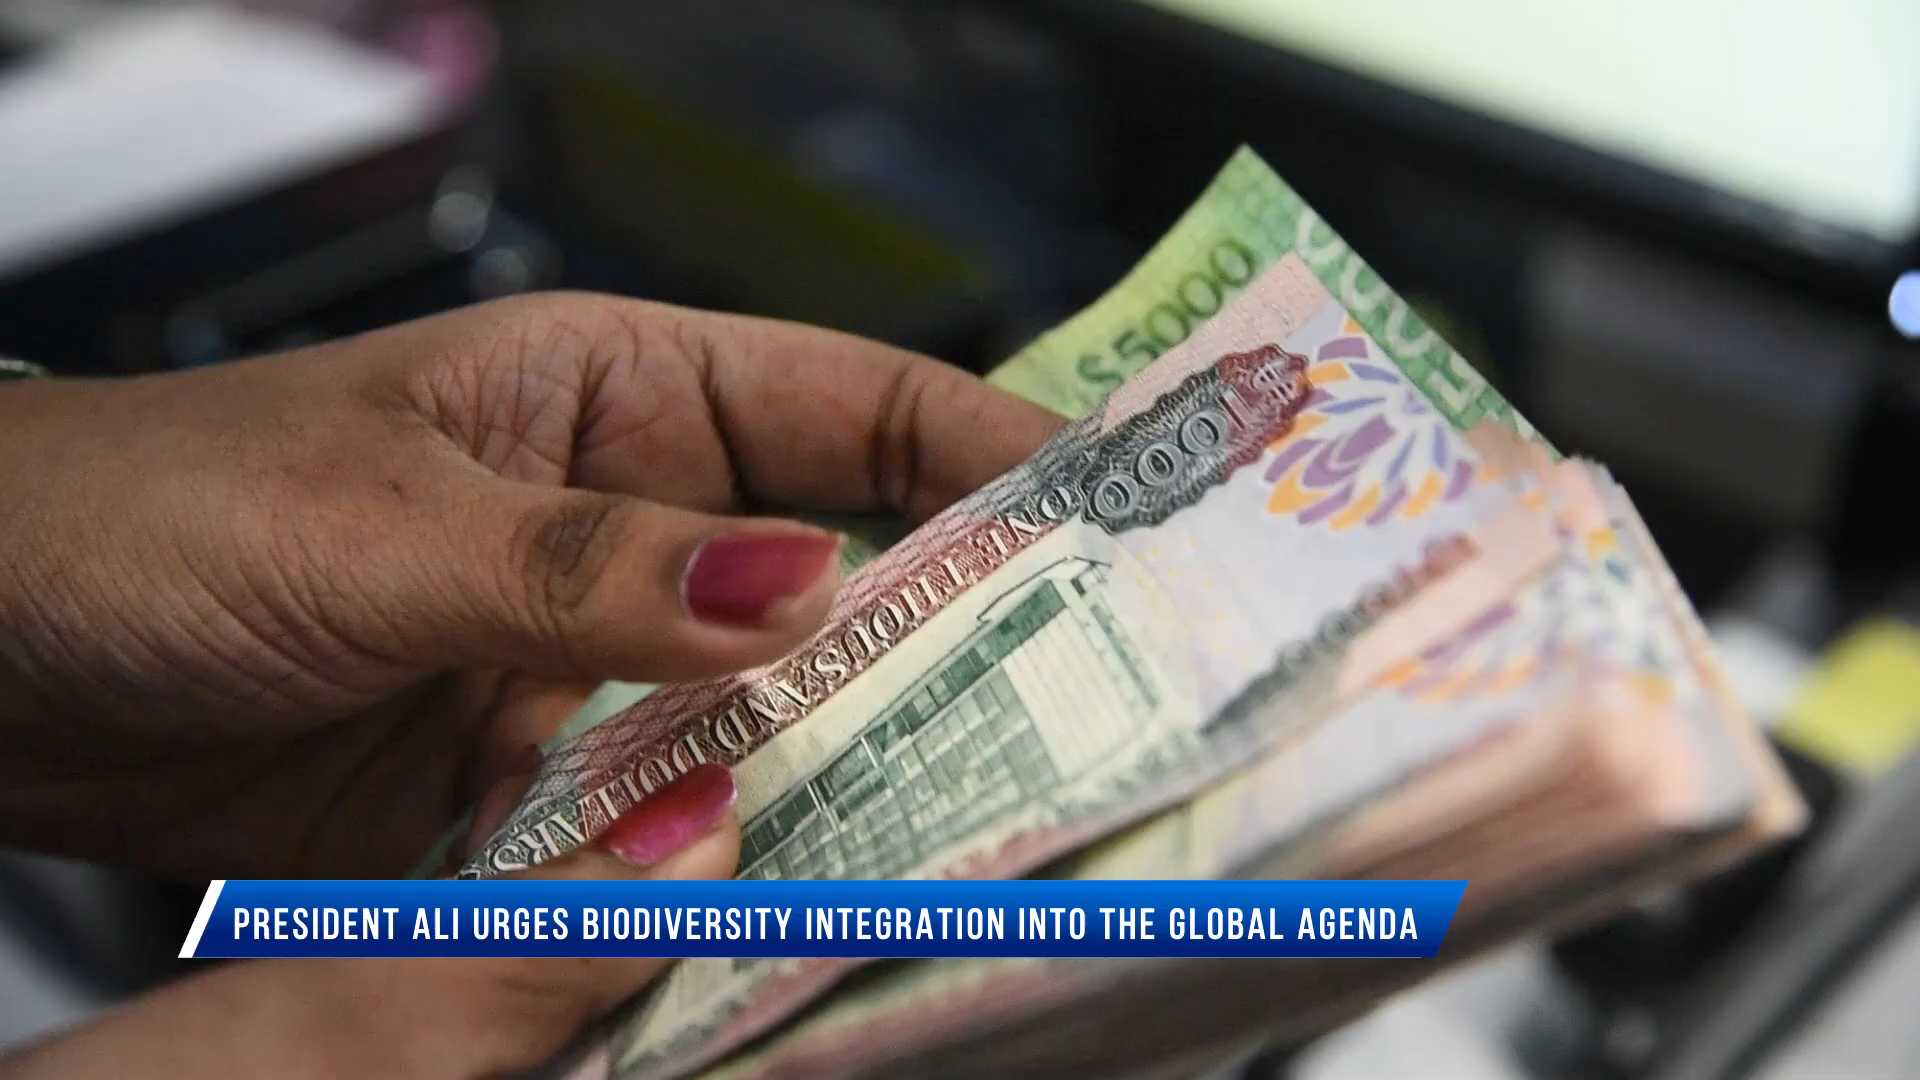 $5000
$1000
ONE THOUSAND DOLLARS
PRESIDENT ALI URGES BIODIVERSITY INTEGRATION INTO THE GLOBAL AGENDA